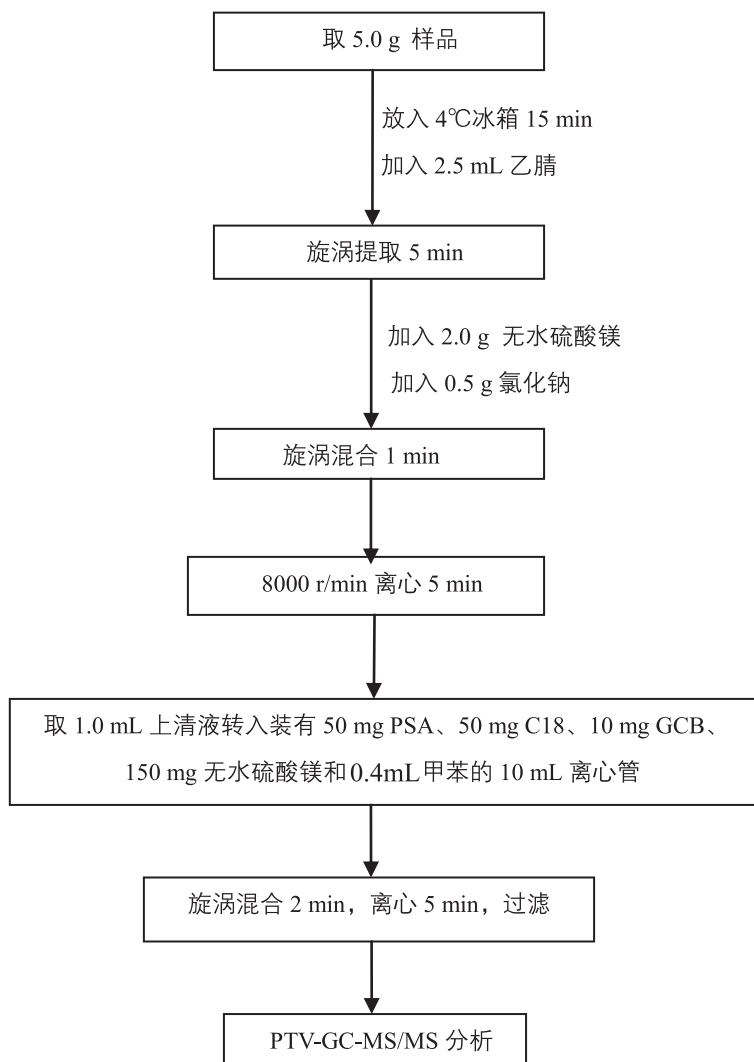 取 5.0 g 样品
放入 4℃冰箱 15 min
加入 2.5 mL 乙腈
旋涡提取 5 min
加入 2.0 g 无水硫酸镁
加入 0.5 g 氯化钠
旋涡混合 1 min
8000 r/min 离心 5 min
取 1.0 mL 上清液转入装有 50 mg PSA、50 mg C18、10 mg GCB、
150 mg 无水硫酸镁和 0.4mL 甲苯的 10 mL 离心管
旋涡混合 2 min，离心 5 min，过滤
PTV-GC-MS/MS 分析